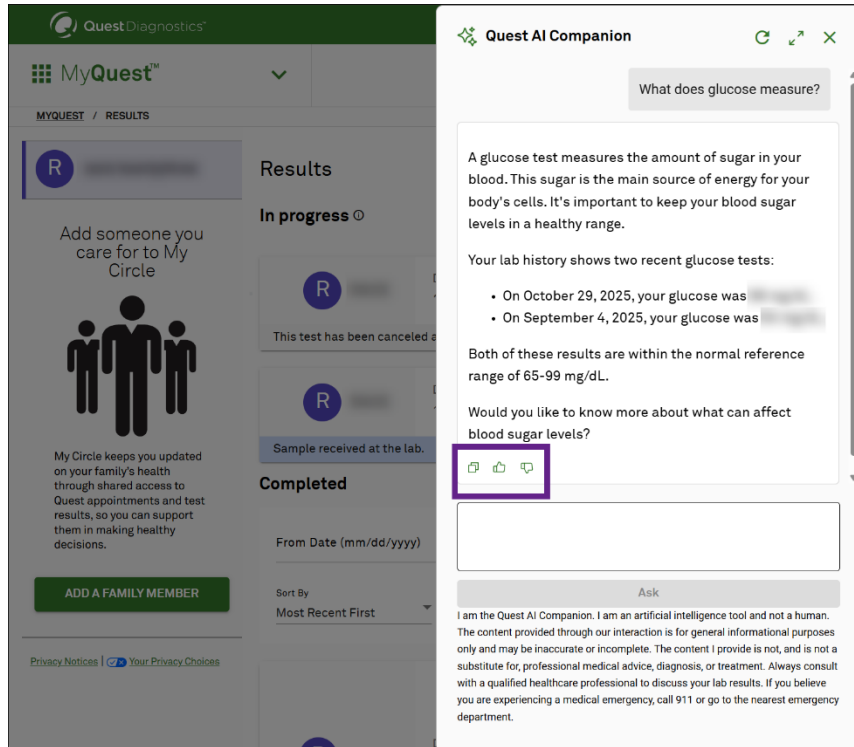 Quest Diagnostics™
MyQuest™
MYQUEST / RESULTS
R
Add someone you
care for to My
Circle
My Circle keeps you updated
on your family's health
through shared access to
Quest appointments and test
results, so you can support
them in making healthy
decisions.
ADD A FAMILY MEMBER
Privacy Notices | Your Privacy Choices
Results
In progress
R
This test has been canceled
R
Sample received at the lab.
Completed
From Date (mm/dd/yyyy)
Sort By
Most Recent First
Quest AI Companion
What does glucose measure?
A glucose test measures the amount of sugar in your
blood. This sugar is the main source of energy for your
body's cells. It's important to keep your blood sugar
levels in a healthy range.
Your lab history shows two recent glucose tests:
• On October 29, 2025, your glucose was
• On September 4, 2025, your glucose was
Both of these results are within the normal reference
range of 65-99 mg/dL.
Would you like to know more about what can affect
blood sugar levels?
Ask
I am the Quest AI Companion. I am an artificial intelligence tool and not a human.
The content provided through our interaction is for general informational purposes
only and may be inaccurate or incomplete. The content I provide is not, and is not a
substitute for, professional medical advice, diagnosis, or treatment. Always consult
with a qualified healthcare professional to discuss your lab results. If you believe
you are experiencing a medical emergency, call 911 or go to the nearest emergency
department.